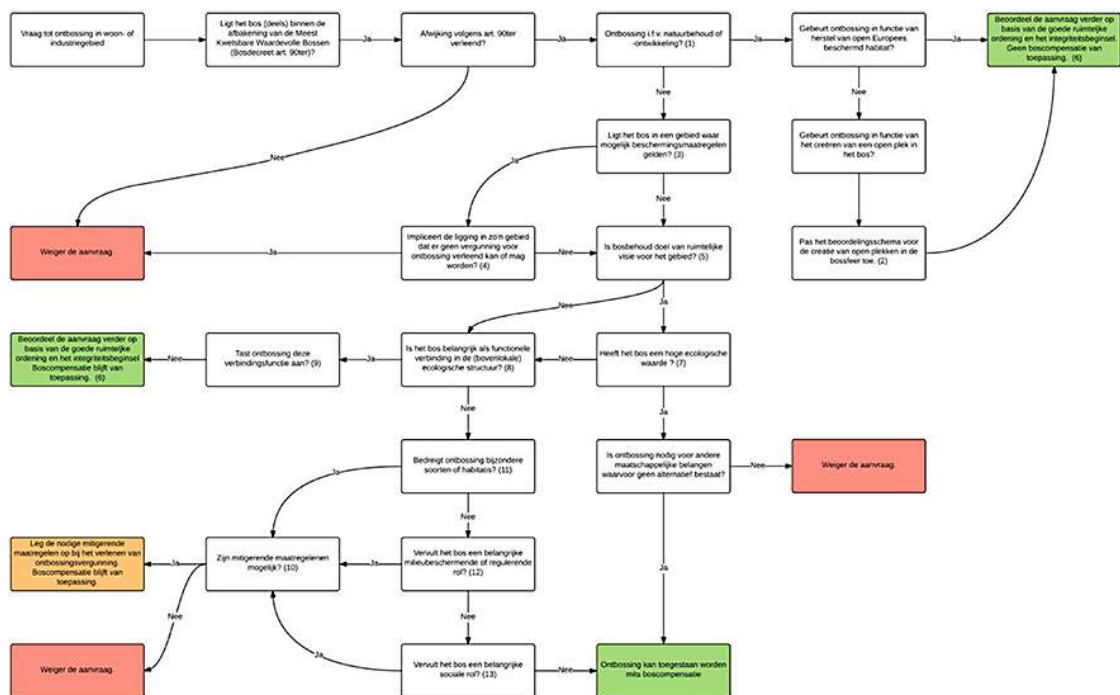 Vraag tot ontbossing in woon- of
industriegebied
Ligt het bos (deels) binnen de
afbakening van de Meest
Kwetsbare Waardevolle Bossen
(Bosdecreet art. 90ter)?
Ja
Afwijking volgens art. 90ter
verleend?
Ja
Ontbossing i.f.v. natuurbehoud of
-ontwikkeling? (1)
Ja
Gebeurt ontbossing in functie van
herstel van open Europees
beschermd habitat?
Ja
Beoordeel de aanvraag verder op
basis van de goede ruimtelijke
ordening en het integriteitsbeginsel.
Geen boscompensatie van
toepassing. (6)
Nee
Nee
Nee
Ligt het bos in een gebied waar
mogelijk beschermingsmaatregelen
gelden? (3)
Gebeurt ontbossing in functie van
het creëren van een open plek in
het bos?
Ja
Nee
Weiger de aanvraag.
Ja
Impliceert de ligging in zo'n gebied
dat er geen vergunning voor
ontbossing verleend kan of mag
worden? (4)
Nee
Is bosbehoud doel van ruimtelijke
visie voor het gebied? (5)
Pas het beoordelingsschema voor
de creatie van open plekken in de
bossfeer toe. (2)
Nee
Ja
Beoordeel de aanvraag verder op
basis van de goede ruimtelijke
ordening en het integriteitsbeginsel
Boscompensatie blijft van
toepassing. (6)
Nee
Tast ontbossing deze
verbindingsfunctie aan? (9)
Ja
Is het bos belangrijk als functionele
verbinding in de (bovenlokale)
ecologische structuur? (8)
Nee
Heeft het bos een hoge ecologische
waarde ? (7)
Nee
Ja
Bedreigt ontbossing bijzondere
soorten of habitats? (11)
Is ontbossing nodig voor andere
maatschappelijke belangen
waarvoor geen alternatief bestaat?
Nee
Weiger de aanvraag.
Ja
Nee
Leg de nodige mitigerende
maatregelen op bij het verlenen van
ontbossingsvergunning.
Boscompensatie blijft van
toepassing.
Ja
Zijn mitigerende maatregelenen
mogelijk? (10)
Ja
Vervult het bos een belangrijke
milieubeschermende of regulerende
rol? (12)
Ja
Nee
Nee
Weiger de aanvraag.
Ja
Vervult het bos een belangrijke
sociale rol? (13)
Nee
Ontbossing kan toegestaan worden
mits boscompensatie